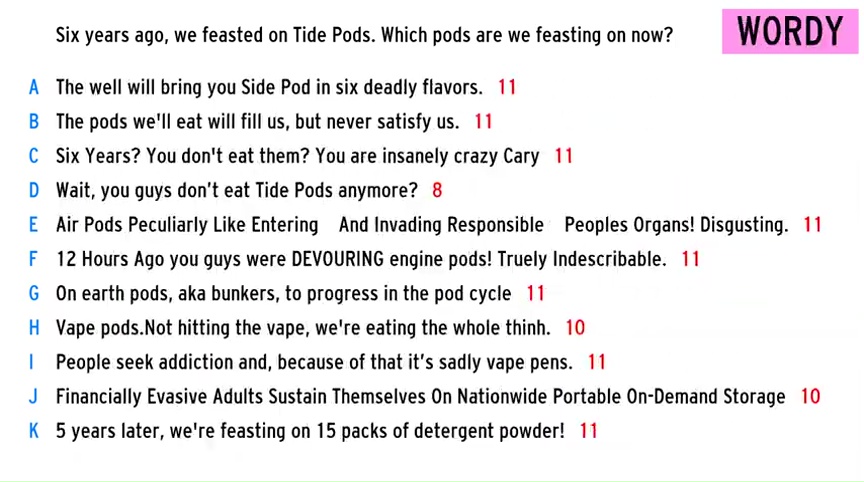 Six years ago, we feasted on Tide Pods. Which pods are we feasting on now?
WORDY
A The well will bring you Side Pod in six deadly flavors. 11
B The pods we'll eat will fill us, but never satisfy us. 11
C Six Years? You don't eat them? You are insanely crazy Cary 11
D Wait, you guys don’t eat Tide Pods anymore? 8
E Air Pods Peculiarly Like Entering And Invading Responsible Peoples Organs! Disgusting. 11
F 12 Hours Ago you guys were DEVOURING engine pods! Truely Indescribable. 11
G On earth pods, aka bunkers, to progress in the pod cycle 11
H Vape pods.Not hitting the vape, we're eating the whole thinh. 10
I People seek addiction and, because of that it’s sadly vape pens. 11
J Financially Evasive Adults Sustain Themselves On Nationwide Portable On-Demand Storage 10
K 5 years later, we're feasting on 15 packs of detergent powder! 11